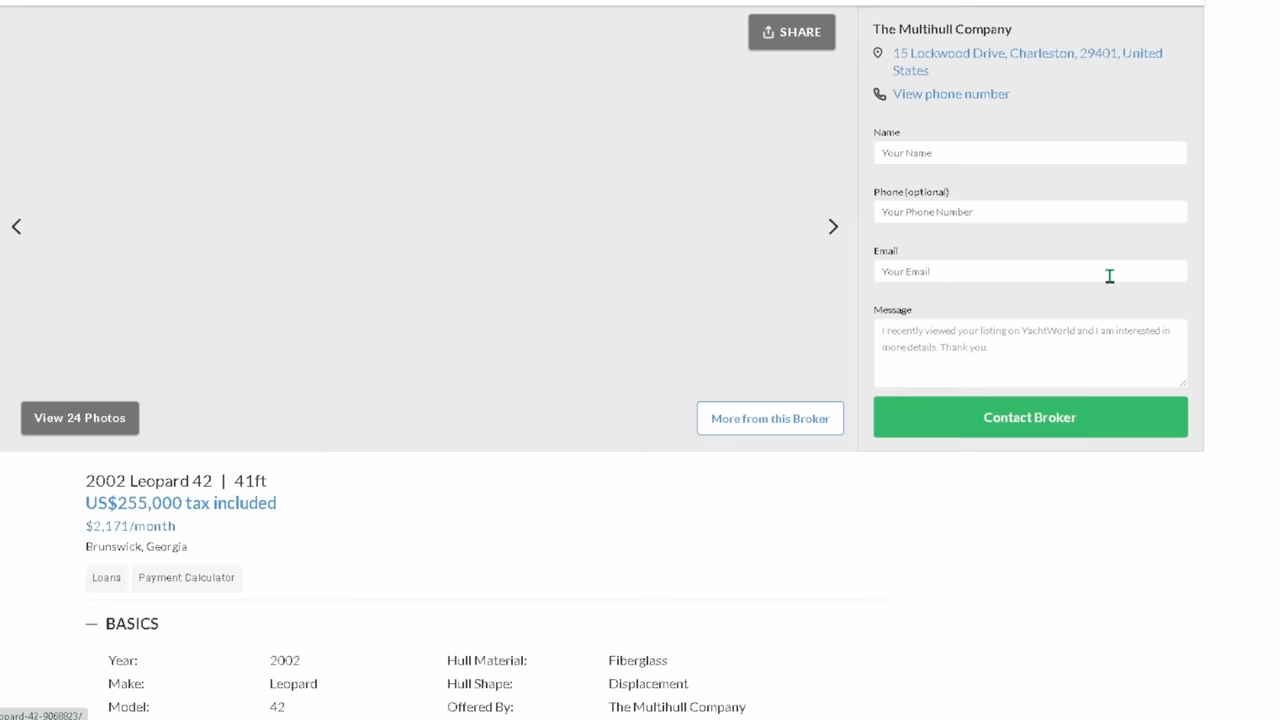 SHARE
The Multihull Company
15 Lockwood Drive, Charleston, 29401, United
States
View phone number
Name
Your Name
Phone (optional)
Your Phone Number
Email
Your Email
Message
I recently viewed your listing on YachtWorld and I am interested in
more details. Thank you.
View 24 Photos
More from this Broker
Contact Broker
2002 Leopard 42 | 41ft
US$255,000 tax included
$2,171/month
Brunswick, Georgia
Loans Payment Calculator
— BASICS
Year: 2002 Hull Material: Fiberglass
Make: Leopard Hull Shape: Displacement
Model: 42 Offered By: The Multihull Company
opard-42-9068823/